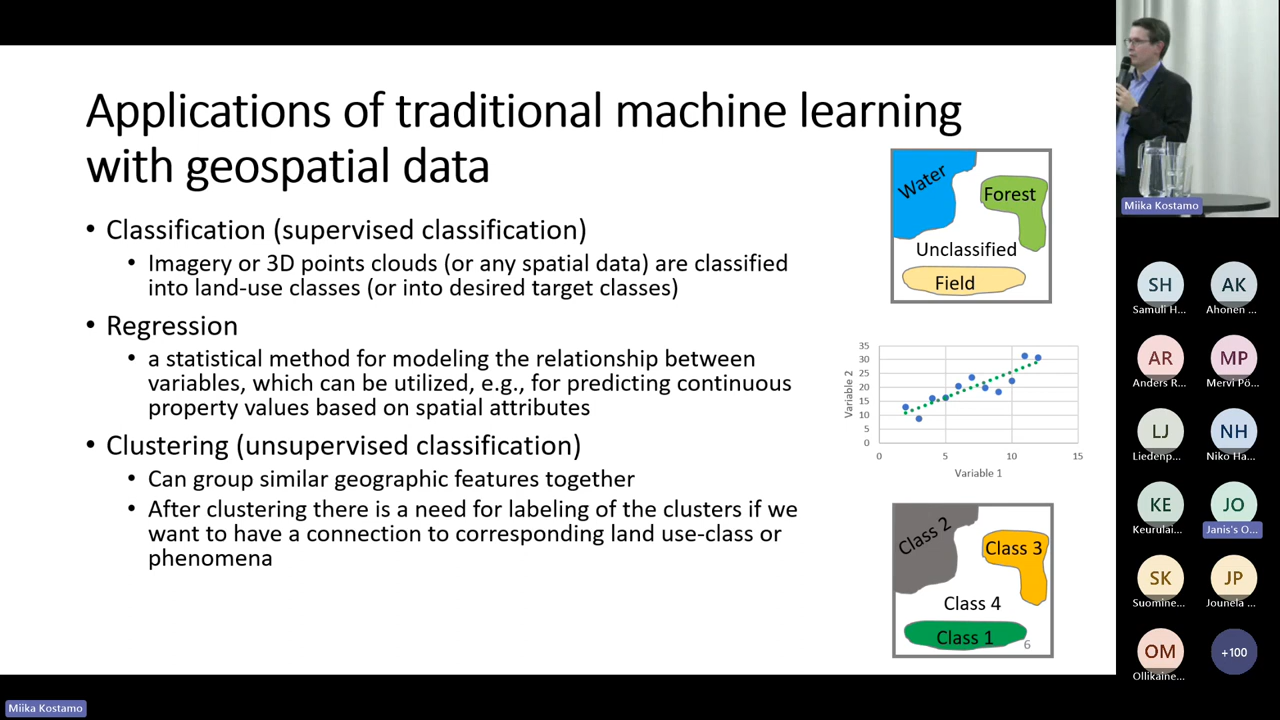 Applications of traditional machine learning
with geospatial data
• Classification (supervised classification)
• Imagery or 3D points clouds (or any spatial data) are classified
into land-use classes (or into desired target classes)
• Regression
• a statistical method for modeling the relationship between
variables, which can be utilized, e.g., for predicting continuous
property values based on spatial attributes
• Clustering (unsupervised classification)
• Can group similar geographic features together
• After clustering there is a need for labeling of the clusters if we
want to have a connection to corresponding land use-class or
phenomena
Water
Forest
Unclassified
Field
35
30
25
20
15
10
5
0
Variable 2
0 5 10 15
Variable 1
Class 2
Class 3
Class 4
Class 1
6
Miika Kostamo
SH AK
Samuli H... Ahonen ...
AR MP
Anders R... Mervi Pö...
LJ NH
Liedenp... Niko Ha...
KE JO
Keurulai... Janis's O...
SK JP
Suomine... Jounela ...
OM +100
Ollikaine...
Miika Kostamo